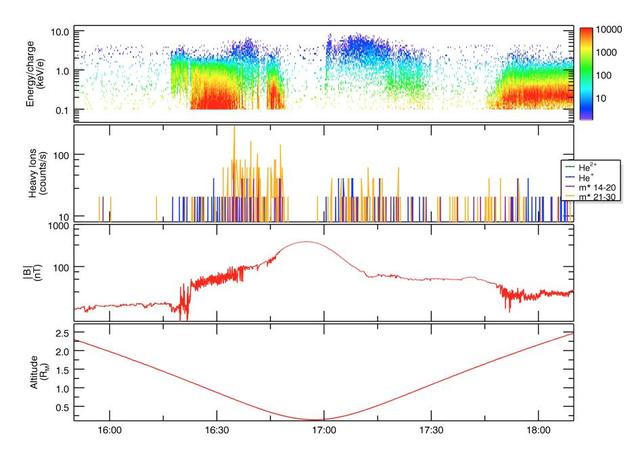 Energy/charge
(keV/e)
10.0
1.0
0.1
10000
1000
100
10
Heavy Ions
(counts/s)
100
10
He2+
He+
m* 14-20
m* 21-30
|B|
(nT)
1000
100
Altitude
(RM)
2.5
2.0
1.5
1.0
0.5
16:00
16:30
17:00
17:30
18:00